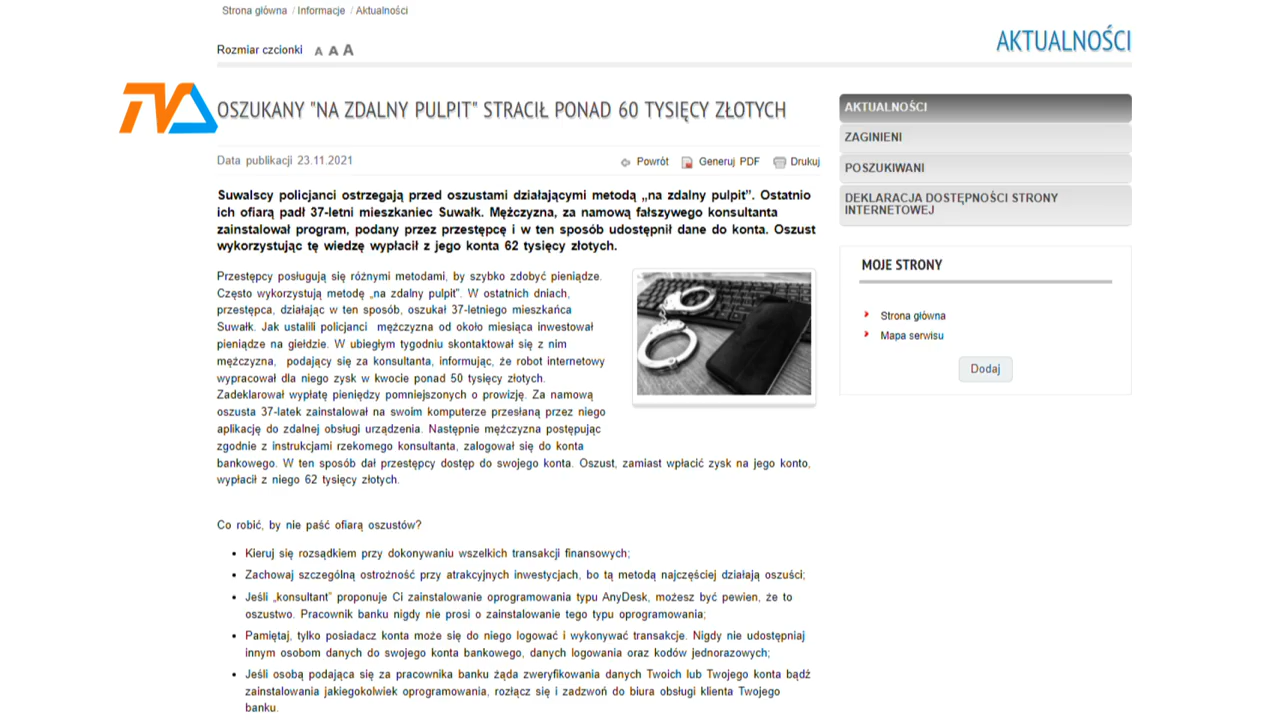 Strona główna / Informacje / Aktualności
Rozmiar czcionki A A A
AKTUALNOŚCI
TVA
OSZUKANY "NA ZDALNY PULPIT" STRACIŁ PONAD 60 TYSIĘCY ZŁOTYCH
Data publikacji 23.11.2021
Powrót Generuj PDF Drukuj
Suwalscy policjanci ostrzegają przed oszustami działającymi metodą „na zdalny pulpit”. Ostatnio
ich ofiarą padł 37-letni mieszkaniec Suwałk. Mężczyzna, za namową fałszywego konsultanta
zainstalował program, podany przez przestępcę i w ten sposób udostępnił dane do konta. Oszust
wykorzystując tę wiedzę wypłacił z jego konta 62 tysięcy złotych.
Przestępcy posługują się różnymi metodami, by szybko zdobyć pieniądze.
Często wykorzystują metodę „na zdalny pulpit”. W ostatnich dniach,
przestępca, działając w ten sposób, oszukał 37-letniego mieszkańca
Suwałk. Jak ustalili policjanci mężczyzna od około miesiąca inwestował
pieniądze na giełdzie. W ubiegłym tygodniu skontaktował się z nim
mężczyzna, podający się za konsultanta, informując, że robot internetowy
wypracował dla niego zysk w kwocie ponad 50 tysięcy złotych.
Zadeklarował wypłatę pieniędzy pomniejszonych o prowizję. Za namową
oszusta 37-latek zainstalował na swoim komputerze przesłaną przez niego
aplikację do zdalnej obsługi urządzenia. Następnie mężczyzna postępując
zgodnie z instrukcjami rzekomego konsultanta, zalogował się do konta
bankowego. W ten sposób dał przestępcy dostęp do swojego konta. Oszust, zamiast wpłacić zysk na jego konto,
wypłacił z niego 62 tysięcy złotych.
Co robić, by nie paść ofiarą oszustów?
• Kieruj się rozsądkiem przy dokonywaniu wszelkich transakcji finansowych;
• Zachowaj szczególną ostrożność przy atrakcyjnych inwestycjach, bo tą metodą najczęściej działają oszuści;
• Jeśli „konsultant” proponuje Ci zainstalowanie oprogramowania typu AnyDesk, możesz być pewien, że to
oszustwo. Pracownik banku nigdy nie prosi o zainstalowanie tego typu oprogramowania;
• Pamiętaj, tylko posiadacz konta może się do niego logować i wykonywać transakcje. Nigdy nie udostępniaj
innym osobom danych do swojego konta bankowego, danych logowania oraz kodów jednorazowych;
• Jeśli osobą podająca się za pracownika banku żąda zweryfikowania danych Twoich lub Twojego konta bądź
zainstalowania jakiegokolwiek oprogramowania, rozłącz się i zadzwoń do biura obsługi klienta Twojego
banku.
AKTUALNOŚCI
ZAGINIENI
POSZUKIWANI
DEKLARACJA DOSTĘPNOŚCI STRONY
INTERNETOWEJ
MOJE STRONY
Strona główna
Mapa serwisu
Dodaj